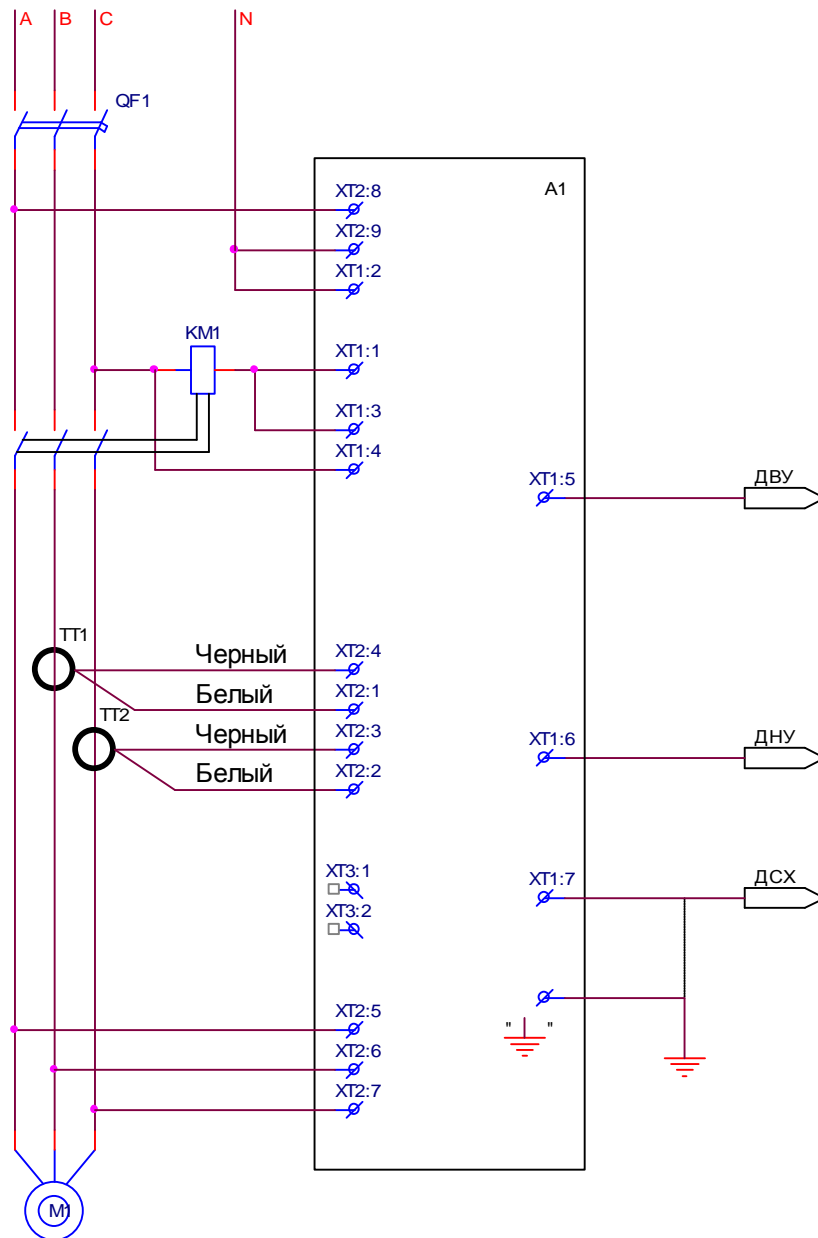 A B C N
QF1
A1
XT2:8
XT2:9
XT1:2
KM1
XT1:1
XT1:3
XT1:4
XT1:5
ДВУ
TT1
Черный
XT2:4
Белый
XT2:1
TT2
Черный
XT2:3
Белый
XT2:2
XT1:6
ДНУ
XT3:1
XT3:2
XT1:7
ДСХ
XT2:5
" "
XT2:6
XT2:7
M1